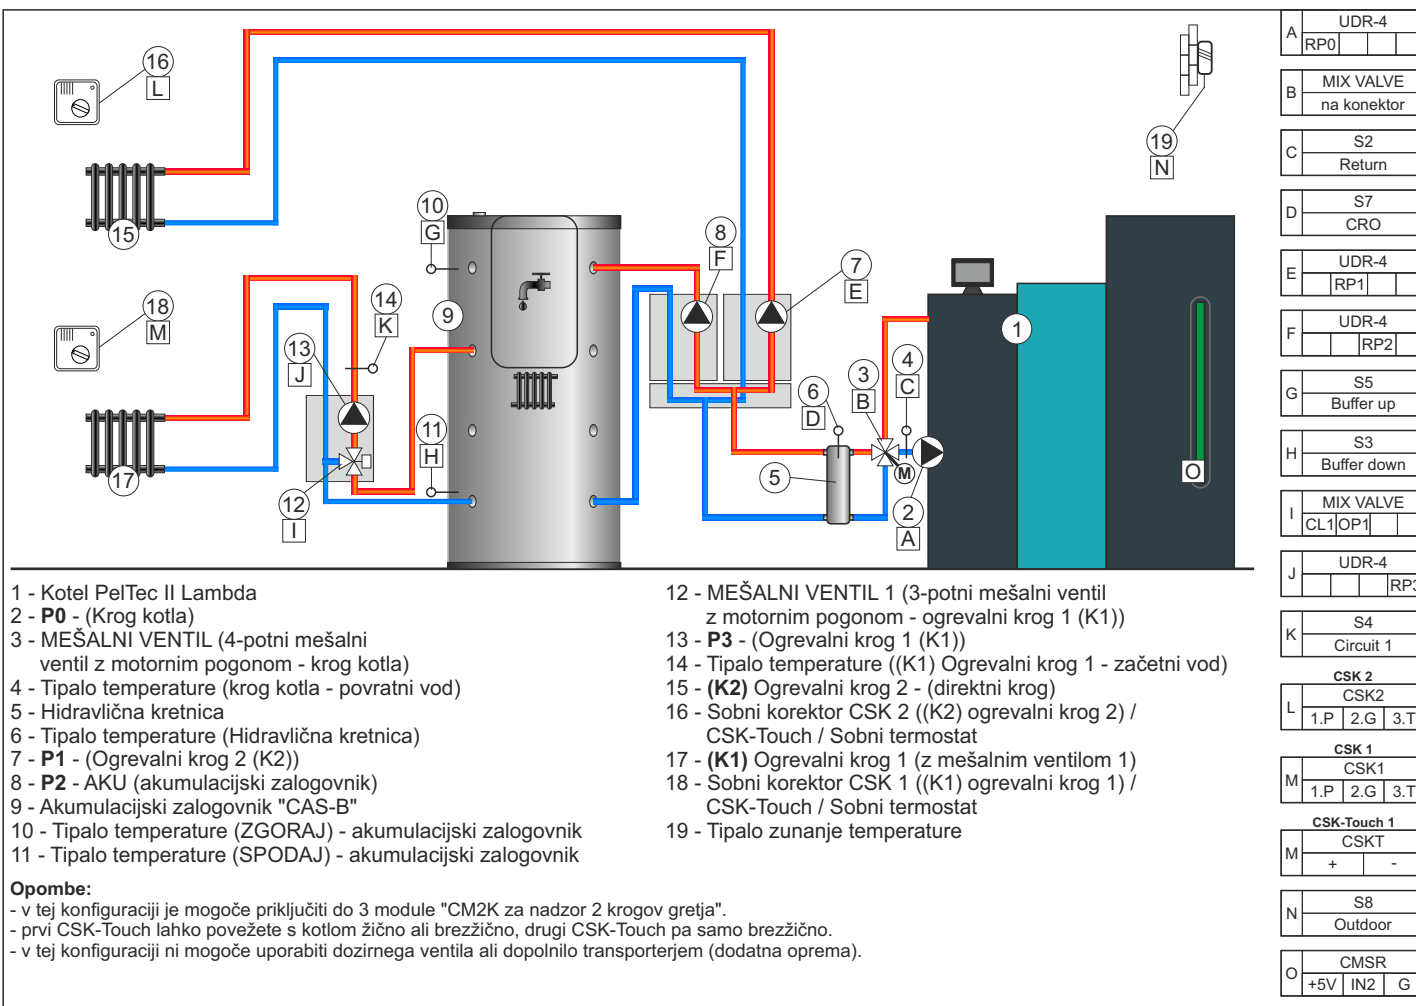 16
L
15
18
M
17
14
K
13
J
12
I
10
G
9
11
H
8
F
7
E
6
D
5
3
B
4
C
M
2
A
1
19
N
O
1 - Kotel PelTec II Lambda
2 - P0 - (Krog kotla)
3 - MEŠALNI VENTIL (4-potni mešalni
ventil z motornim pogonom - krog kotla)
4 - Tipalo temperature (krog kotla - povratni vod)
5 - Hidravlična kretnica
6 - Tipalo temperature (Hidravlična kretnica)
7 - P1 - (Ogrevalni krog 2 (K2))
8 - P2 - AKU (akumulacijski zalogovnik)
9 - Akumulacijski zalogovnik "CAS-B"
10 - Tipalo temperature (ZGORAJ) - akumulacijski zalogovnik
11 - Tipalo temperature (SPODAJ) - akumulacijski zalogovnik
12 - MEŠALNI VENTIL 1 (3-potni mešalni ventil
z motornim pogonom - ogrevalni krog 1 (K1))
13 - P3 - (Ogrevalni krog 1 (K1))
14 - Tipalo temperature ((K1) Ogrevalni krog 1 - začetni vod)
15 - (K2) Ogrevalni krog 2 - (direktni krog)
16 - Sobni korektor CSK 2 ((K2) ogrevalni krog 2) /
CSK-Touch / Sobni termostat
17 - (K1) Ogrevalni krog 1 (z mešalnim ventilom 1)
18 - Sobni korektor CSK 1 ((K1) ogrevalni krog 1) /
CSK-Touch / Sobni termostat
19 - Tipalo zunanje temperature
Opombe:
- v tej konfiguraciji je mogoče priključiti do 3 module "CM2K za nadzor 2 krogov gretja".
- prvi CSK-Touch lahko povežete s kotlom žično ali brezžično, drugi CSK-Touch pa samo brezžično.
- v tej konfiguraciji ni mogoče uporabiti dozirnega ventila ali dopolnilo transporterjem (dodatna oprema).
A UDR-4
RP0
B MIX VALVE
na konektor
C S2
Return
D S7
CRO
E UDR-4
RP1
F UDR-4
RP2
G S5
Buffer up
H S3
Buffer down
I MIX VALVE
CL1 OP1
J UDR-4
RP3
K S4
Circuit 1
CSK 2
L CSK2
1.P 2.G 3.T
CSK 1
M CSK1
1.P 2.G 3.T
CSK-Touch 1
M CSKT
+ -
N S8
Outdoor
O CMSR
+5V IN2 G